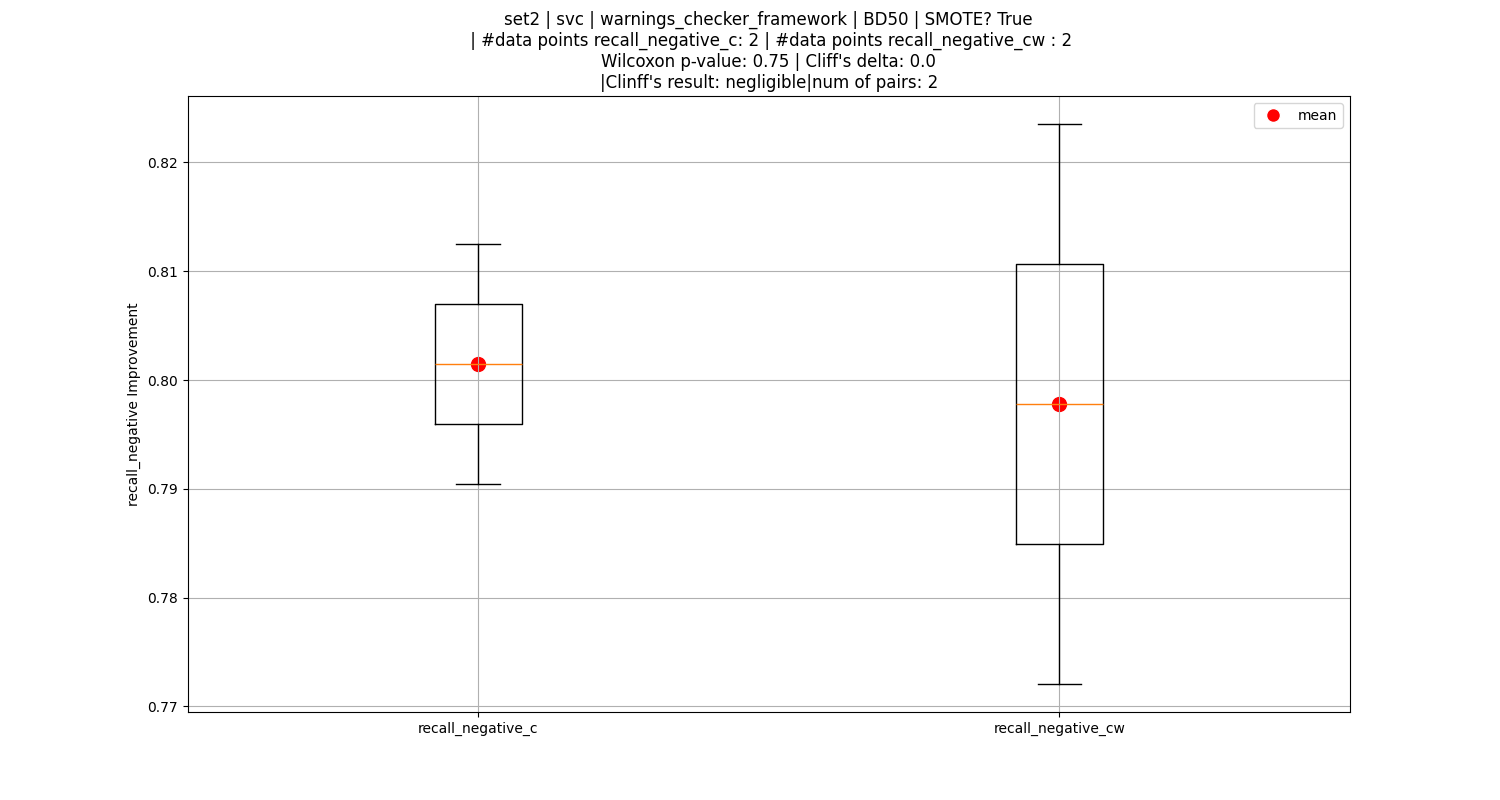 set2 | svc | warnings_checker_framework | BD50 | SMOTE? True
| #data points recall_negative_c: 2 | #data points recall_negative_cw : 2
Wilcoxon p-value: 0.75 | Cliff's delta: 0.0
|Clinff's result: negligible|num of pairs: 2
mean
0.82
0.81
0.80
0.79
0.78
0.77
recall_negative Improvement
recall_negative_c
recall_negative_cw